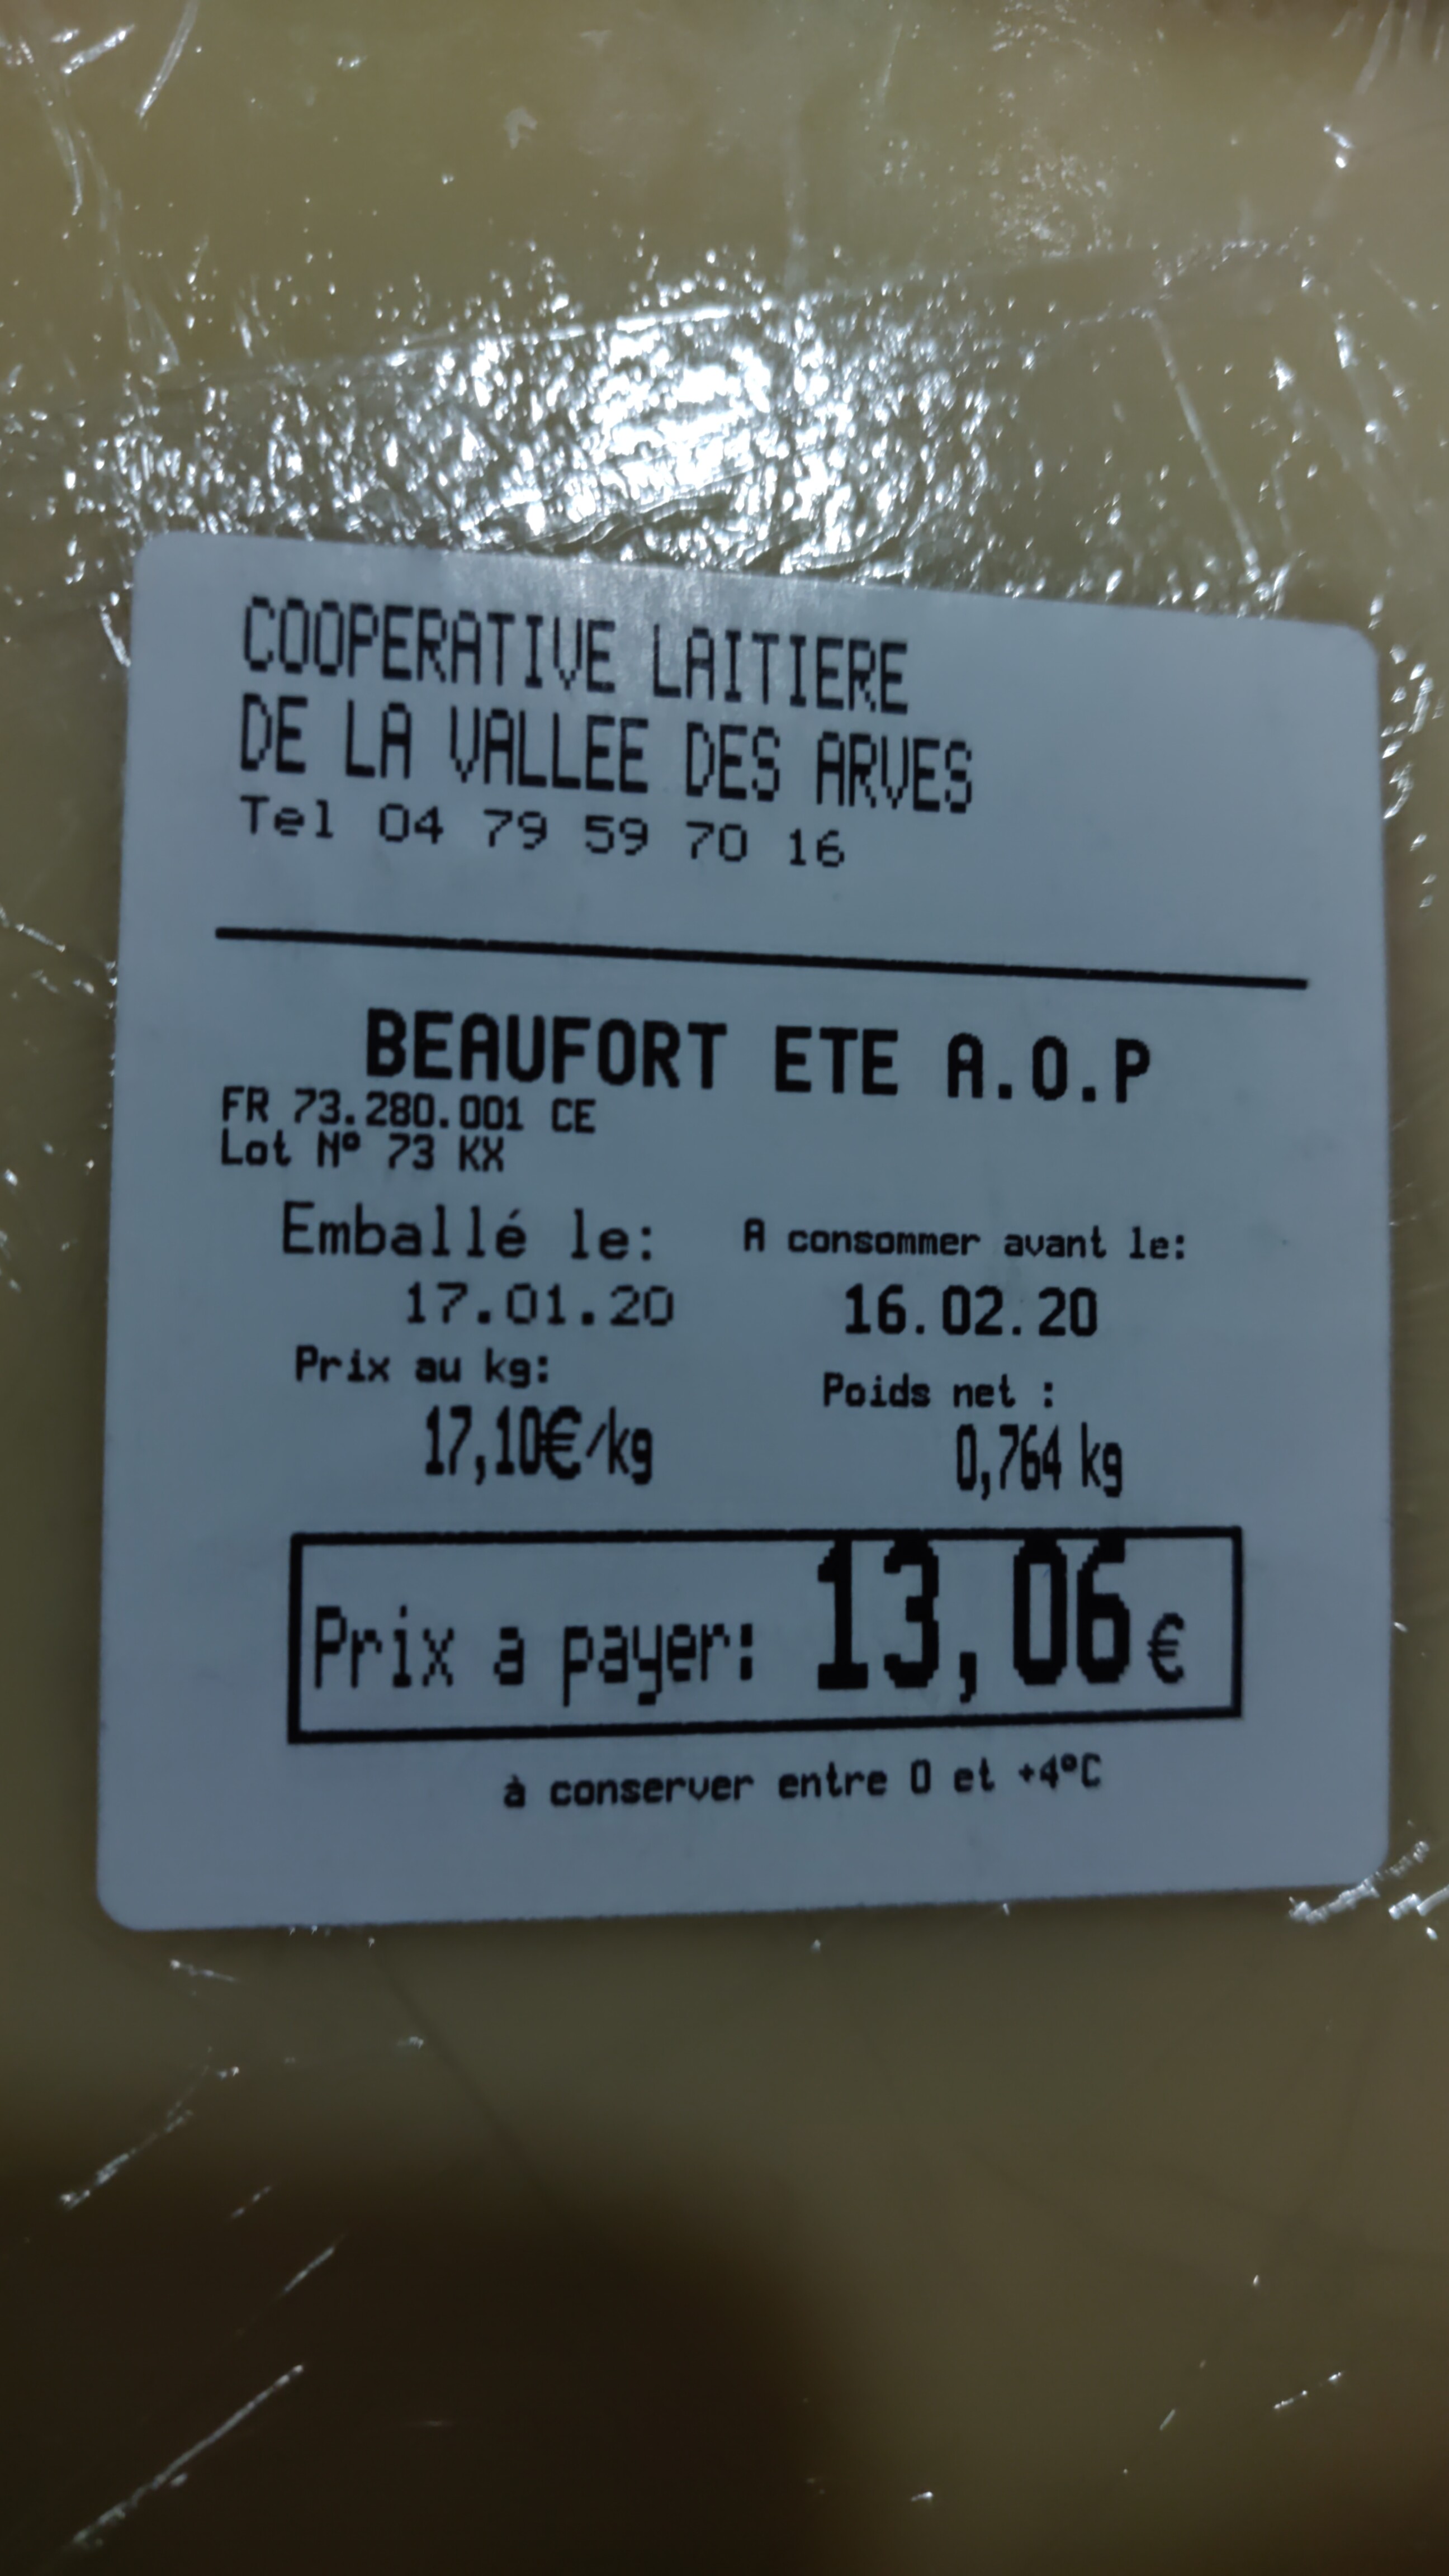 COOPERATIVE LAITIERE
DE LA VALLEE DES ARVES
Tel 04 79 59 70 16
BEAUFORT ETE A.O.P
FR 73.280.001 CE
Lot Nº 73 KX
Emballé le: A consommer avant le:
17.01.20 16.02.20
Prix au kg: Poids net :
17,10€/kg 0,764 kg
Prix a payer: 13,06 €
à conserver entre 0 et +4°C